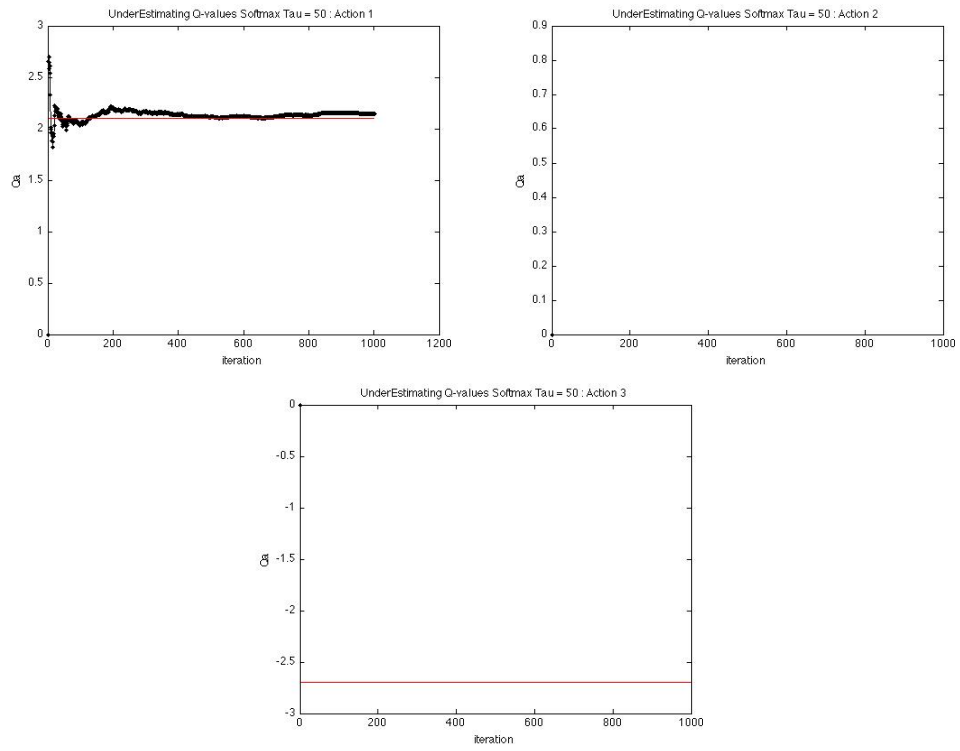 UnderEstimating Q-values Softmax Tau = 50 : Action 1
3
2.5
2
1.5
1
0.5
0
Qa
0 200 400 600 800 1000 1200
iteration
UnderEstimating Q-values Softmax Tau = 50 : Action 2
0.9
0.8
0.7
0.6
0.5
0.4
0.3
0.2
0.1
0
Qa
0 200 400 600 800 1000
iteration
UnderEstimating Q-values Softmax Tau = 50 : Action 3
0
-0.5
-1
-1.5
-2
-2.5
-3
Qa
0 200 400 600 800 1000
iteration